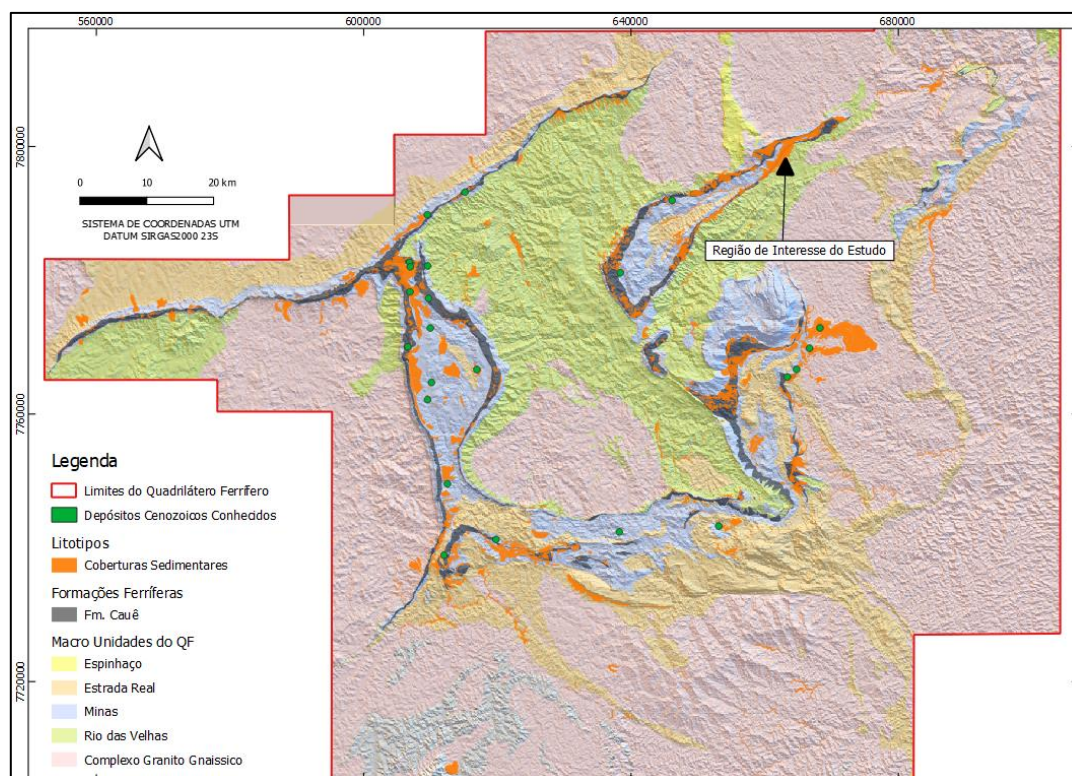 560000
600000
640000
680000
7800000
7760000
7720000
0
10
20 km
SISTEMA DE COORDENADAS UTM
DATUM SIRGAS2000 23S
Região de Interesse do Estudo
Legenda
Limites do Quadrilátero Ferrífero
Depósitos Cenozoicos Conhecidos
Litotipos
Coberturas Sedimentares
Formações Ferríferas
Fm. Cauê
Macro Unidades do QF
Espinhaço
Estrada Real
Minas
Rio das Velhas
Complexo Granito Gnaissico